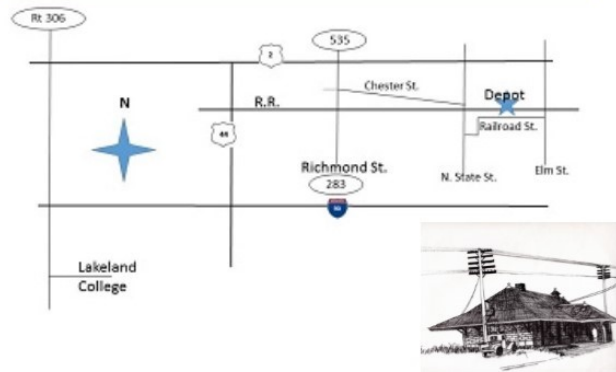 Rt 306
2
535
Chester St.
N
R.R.
Depot
44
Railroad St.
Richmond St.
283
N. State St.
Elm St.
90
Lakeland
College